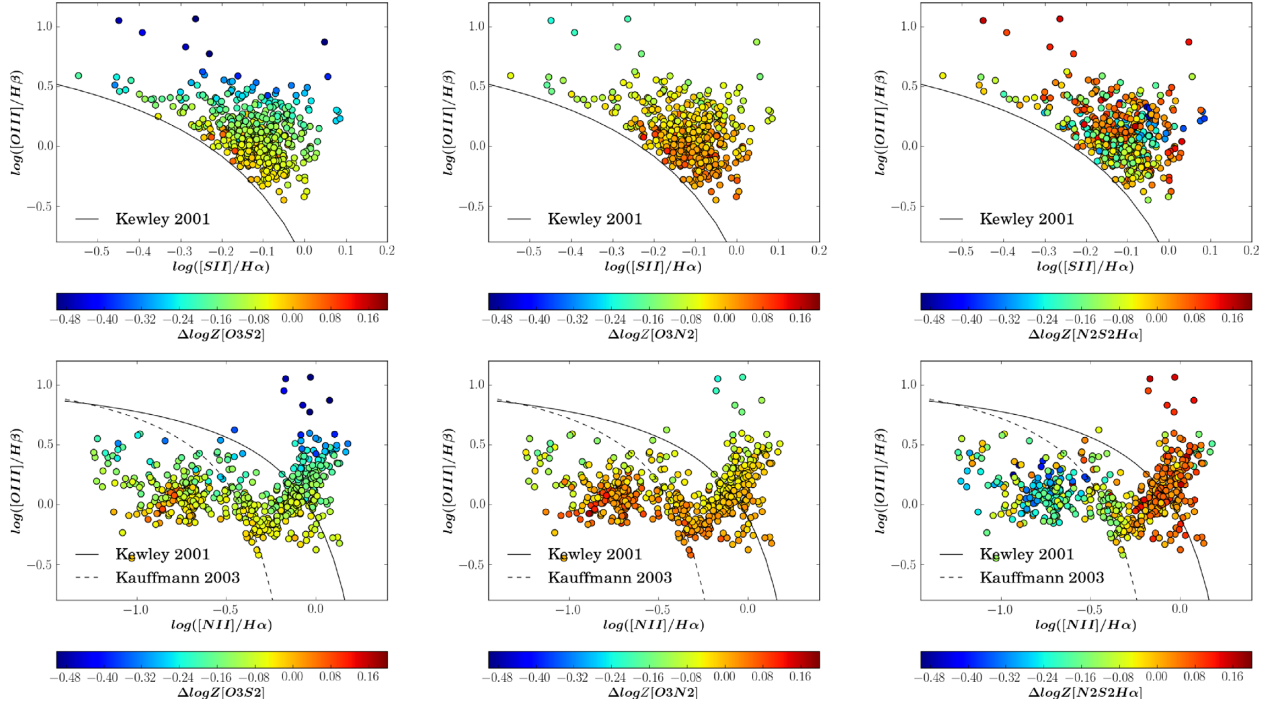 log([OIII]/Hβ)
1.0
0.5
0.0
−0.5
Kewley 2001
−0.5 −0.4 −0.3 −0.2 −0.1 0.0 0.1 0.2
log([SII]/Hα)
−0.48 −0.40 −0.32 −0.24 −0.16 −0.08 0.00 0.08 0.16
ΔlogZ[O3S2]
log([OIII]/Hβ)
1.0
0.5
0.0
−0.5
Kewley 2001
−0.5 −0.4 −0.3 −0.2 −0.1 0.0 0.1 0.2
log([SII]/Hα)
−0.48 −0.40 −0.32 −0.24 −0.16 −0.08 0.00 0.08 0.16
ΔlogZ[O3N2]
log([OIII]/Hβ)
1.0
0.5
0.0
−0.5
Kewley 2001
−0.5 −0.4 −0.3 −0.2 −0.1 0.0 0.1 0.2
log([SII]/Hα)
−0.48 −0.40 −0.32 −0.24 −0.16 −0.08 0.00 0.08 0.16
ΔlogZ[N2S2Hα]
log([OIII]/Hβ)
1.0
0.5
0.0
−0.5
Kewley 2001
Kauffmann 2003
−1.0 −0.5 0.0
log([NII]/Hα)
−0.48 −0.40 −0.32 −0.24 −0.16 −0.08 0.00 0.08 0.16
ΔlogZ[O3S2]
log([OIII]/Hβ)
1.0
0.5
0.0
−0.5
Kewley 2001
Kauffmann 2003
−1.0 −0.5 0.0
log([NII]/Hα)
−0.48 −0.40 −0.32 −0.24 −0.16 −0.08 0.00 0.08 0.16
ΔlogZ[O3N2]
log([OIII]/Hβ)
1.0
0.5
0.0
−0.5
Kewley 2001
Kauffmann 2003
−1.0 −0.5 0.0
log([NII]/Hα)
−0.48 −0.40 −0.32 −0.24 −0.16 −0.08 0.00 0.08 0.16
ΔlogZ[N2S2Hα]